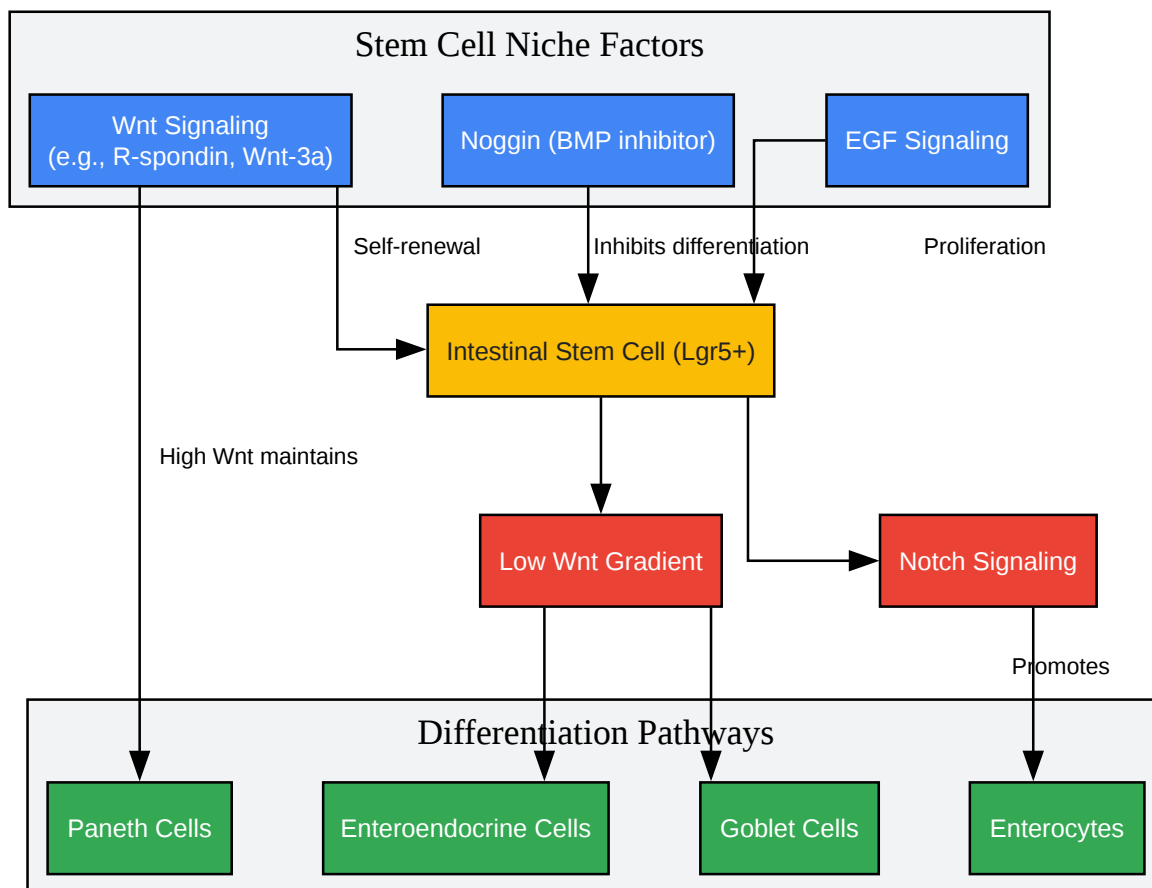 Stem Cell Niche Factors
Wnt Signaling
(e.g., R-spondin, Wnt-3a)
Noggin (BMP inhibitor)
EGF Signaling
Self-renewal
Inhibits differentiation
Proliferation
Intestinal Stem Cell (Lgr5+)
High Wnt maintains
Low Wnt Gradient
Notch Signaling
Promotes
Differentiation Pathways
Paneth Cells
Enteroendocrine Cells
Goblet Cells
Enterocytes